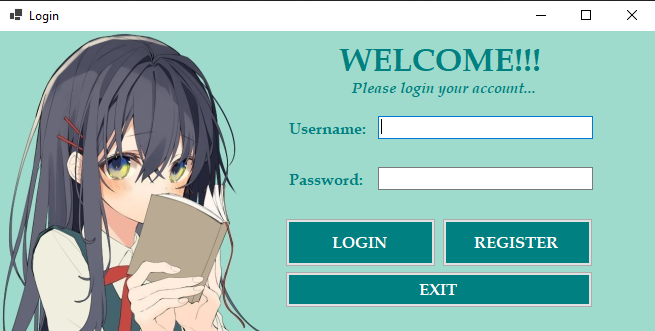 Login
WELCOME!!!
Please login your account...
Username:
Password:
LOGIN REGISTER
EXIT